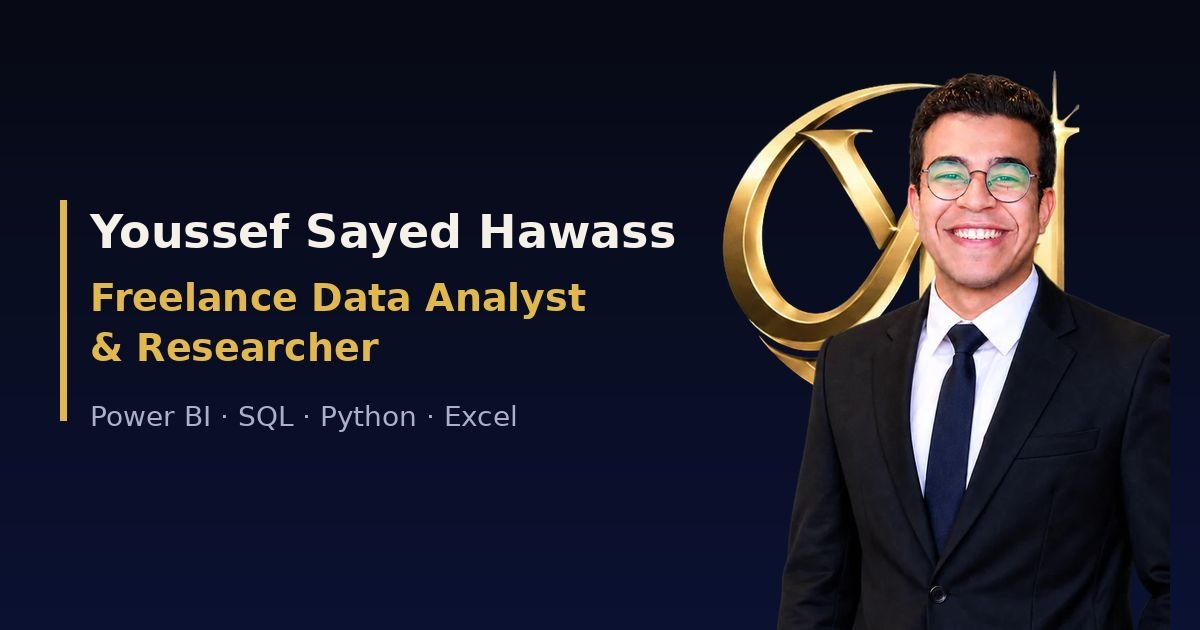 Youssef Sayed Hawass
Freelance Data Analyst
& Researcher
Power BI · SQL · Python · Excel